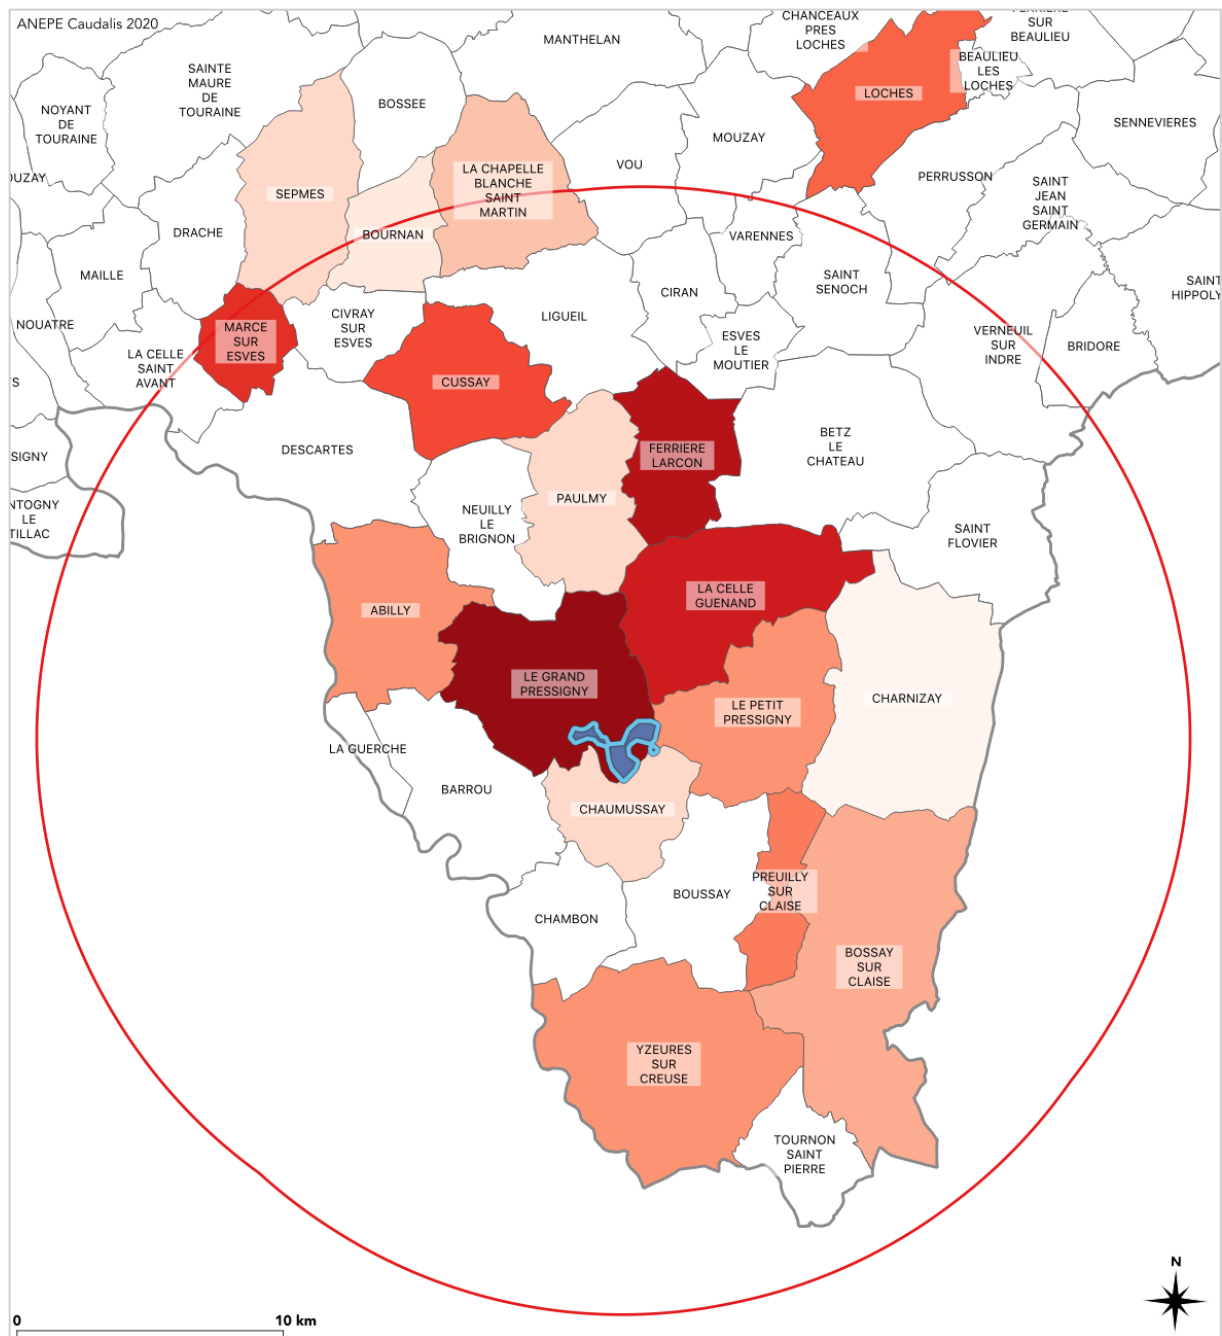 ANEPE Caudalis 2020
CHANCEAUX
PRES
LOCHES
SUR
BEAULIEU
MANTHELAN
SAINTE
MAURE
DE
TOURAINE
BOSSEE
BEAULIEU
LES
LOCHES
LOCHES
NOYANT
DE
TOURAINE
SENNEVIERES
MOUZAY
VOU
LA CHAPELLE
BLANCHE
SAINT
MARTIN
PERRUSSON
OUZAY
SEPMES
SAINT
JEAN
SAINT
GERMAIN
DRACHE
BOURNAN
VARENNES
MAILLE
SAINT
SENOCH
SAINT
HIPPOLY
CIRAN
NOUATRE
MARCE
SUR
ESVES
CIVRAY
SUR
ESVES
LIGUEIL
ESVES
LE
MOUTIER
VERNEUIL
SUR
INDRE
BRIDORE
LA CELLE
SAINT
AVANT
S
CUSSAY
DESCARTES
FERRIERE
LARCON
BETZ
LE
CHATEAU
SIGNY
NTOGNY
LE
TILLAC
PAULMY
NEUILLY
LE
BRIGNON
SAINT
FLOVIER
LA CELLE
GUENAND
ABILLY
LE GRAND
PRESSIGNY
LE PETIT
PRESSIGNY
CHARNIZAY
LA GUERCHE
BARROU
CHAUMUSSAY
PREUILLY
SUR
CLAISE
BOUSSAY
CHAMBON
BOSSAY
SUR
CLAISE
YZEURES
SUR
CREUSE
TOURNON
SAINT
PIERRE
N
0 10 km